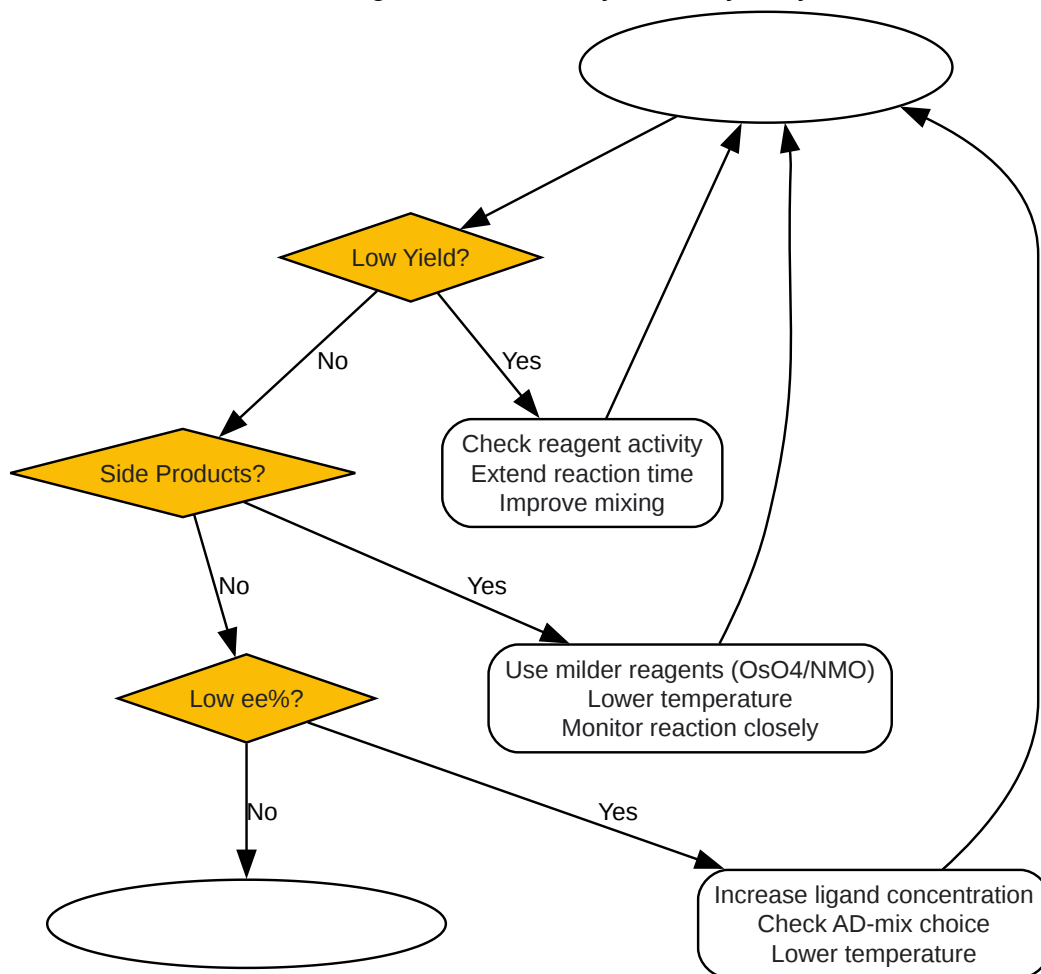 Low Yield?
No
Yes
Check reagent activity
Extend reaction time
Improve mixing
Side Products?
No
Yes
Use milder reagents (OsO4/NMO)
Lower temperature
Monitor reaction closely
Low ee%?
No
Yes
Increase ligand concentration
Check AD-mix choice
Lower temperature